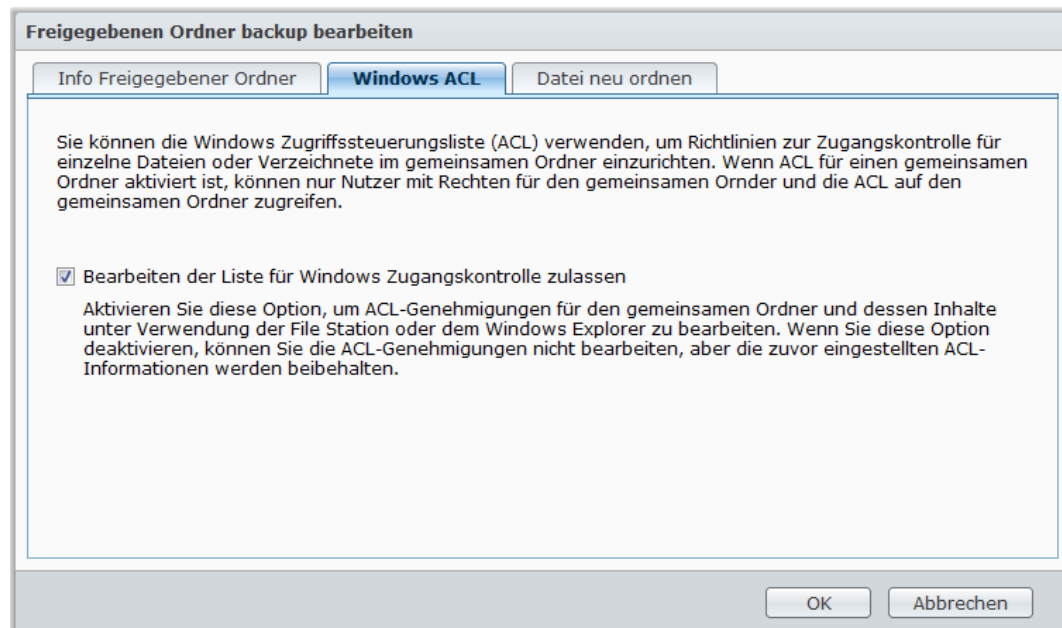 Freigegebenen Ordner backup bearbeiten
Info Freigegebener Ordner
Windows ACL
Datei neu ordnen
Sie können die Windows Zugriffssteuerungsliste (ACL) verwenden, um Richtlinien zur Zugangskontrolle für
einzelne Dateien oder Verzeichnete im gemeinsamen Ordner einzurichten. Wenn ACL für einen gemeinsamen
Ordner aktiviert ist, können nur Nutzer mit Rechten für den gemeinsamen Ornder und die ACL auf den
gemeinsamen Ordner zugreifen.
Bearbeiten der Liste für Windows Zugangskontrolle zulassen
Aktivieren Sie diese Option, um ACL-Genehmigungen für den gemeinsamen Ordner und dessen Inhalte
unter Verwendung der File Station oder dem Windows Explorer zu bearbeiten. Wenn Sie diese Option
deaktivieren, können Sie die ACL-Genehmigungen nicht bearbeiten, aber die zuvor eingestellten ACL-
Informationen werden beibehalten.
OK
Abbrechen